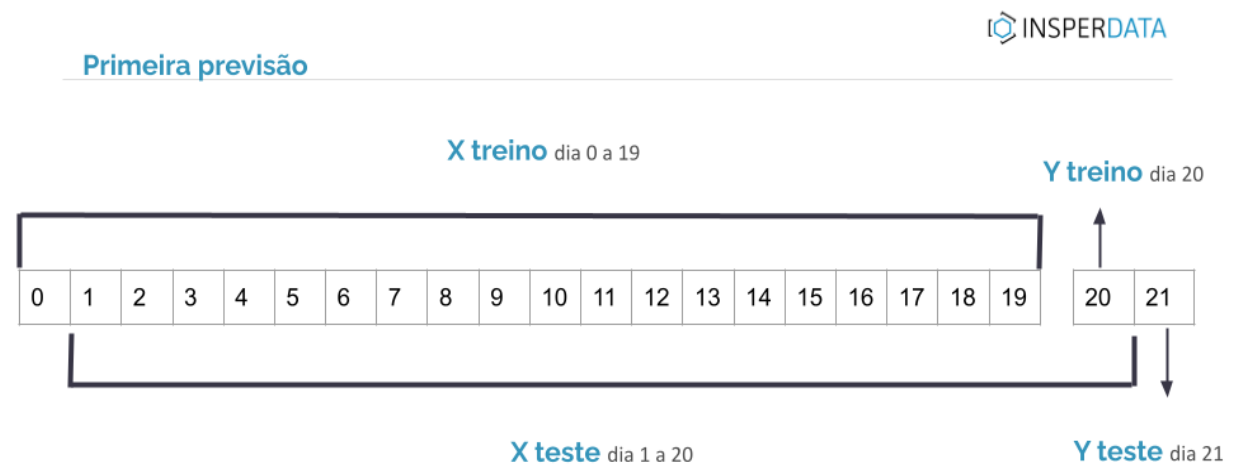 INSPERDATA
Primeira previsão
X treino dia 0 a 19
Y treino dia 20
0 1 2 3 4 5 6 7 8 9 10 11 12 13 14 15 16 17 18 19 20 21
X teste dia 1 a 20
Y teste dia 21